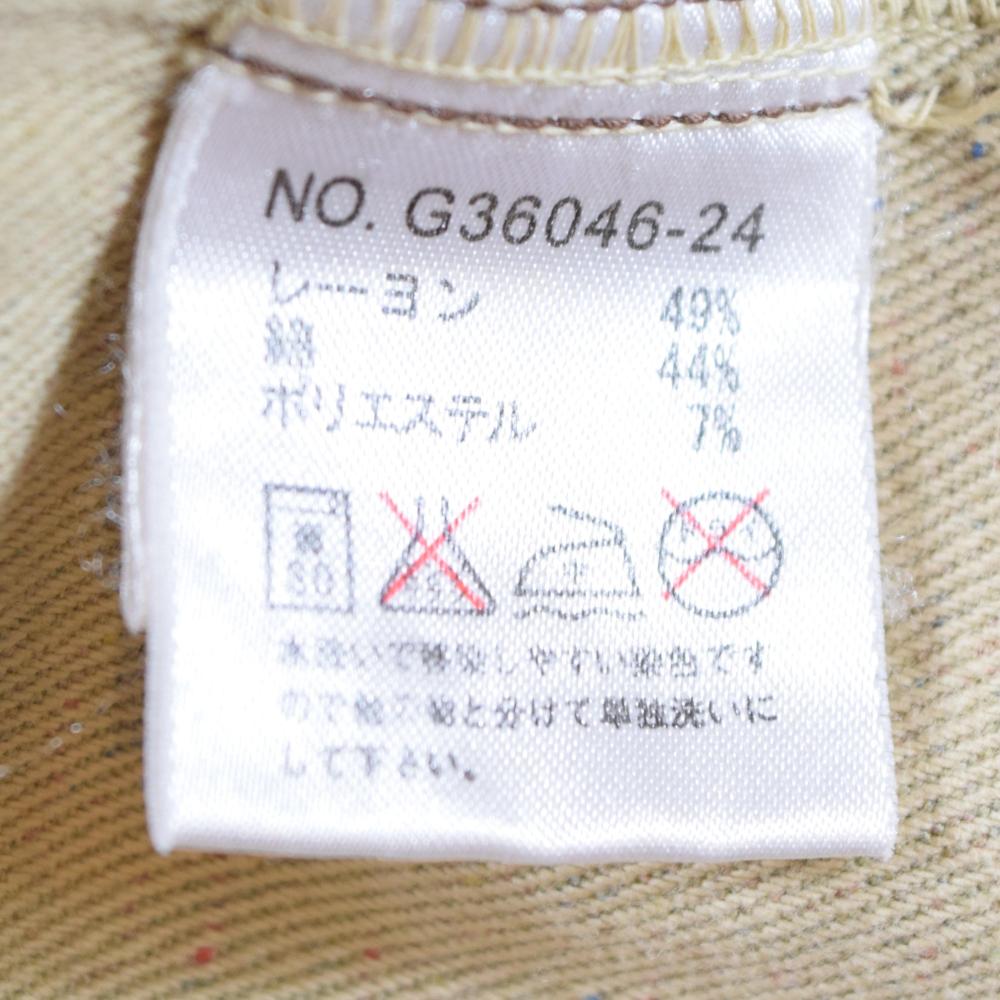 NO. G36046-24
レーヨン 49%
綿 44%
ポリエステル 7%
30 中
水洗いで移染しやすい染色です
ので他の物と分けて単独洗いに
して下さい。